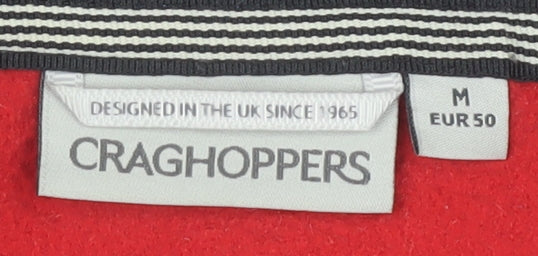 DESIGNED IN THE UK SINCE 1965
CRAGHOPPERS
M
EUR 50